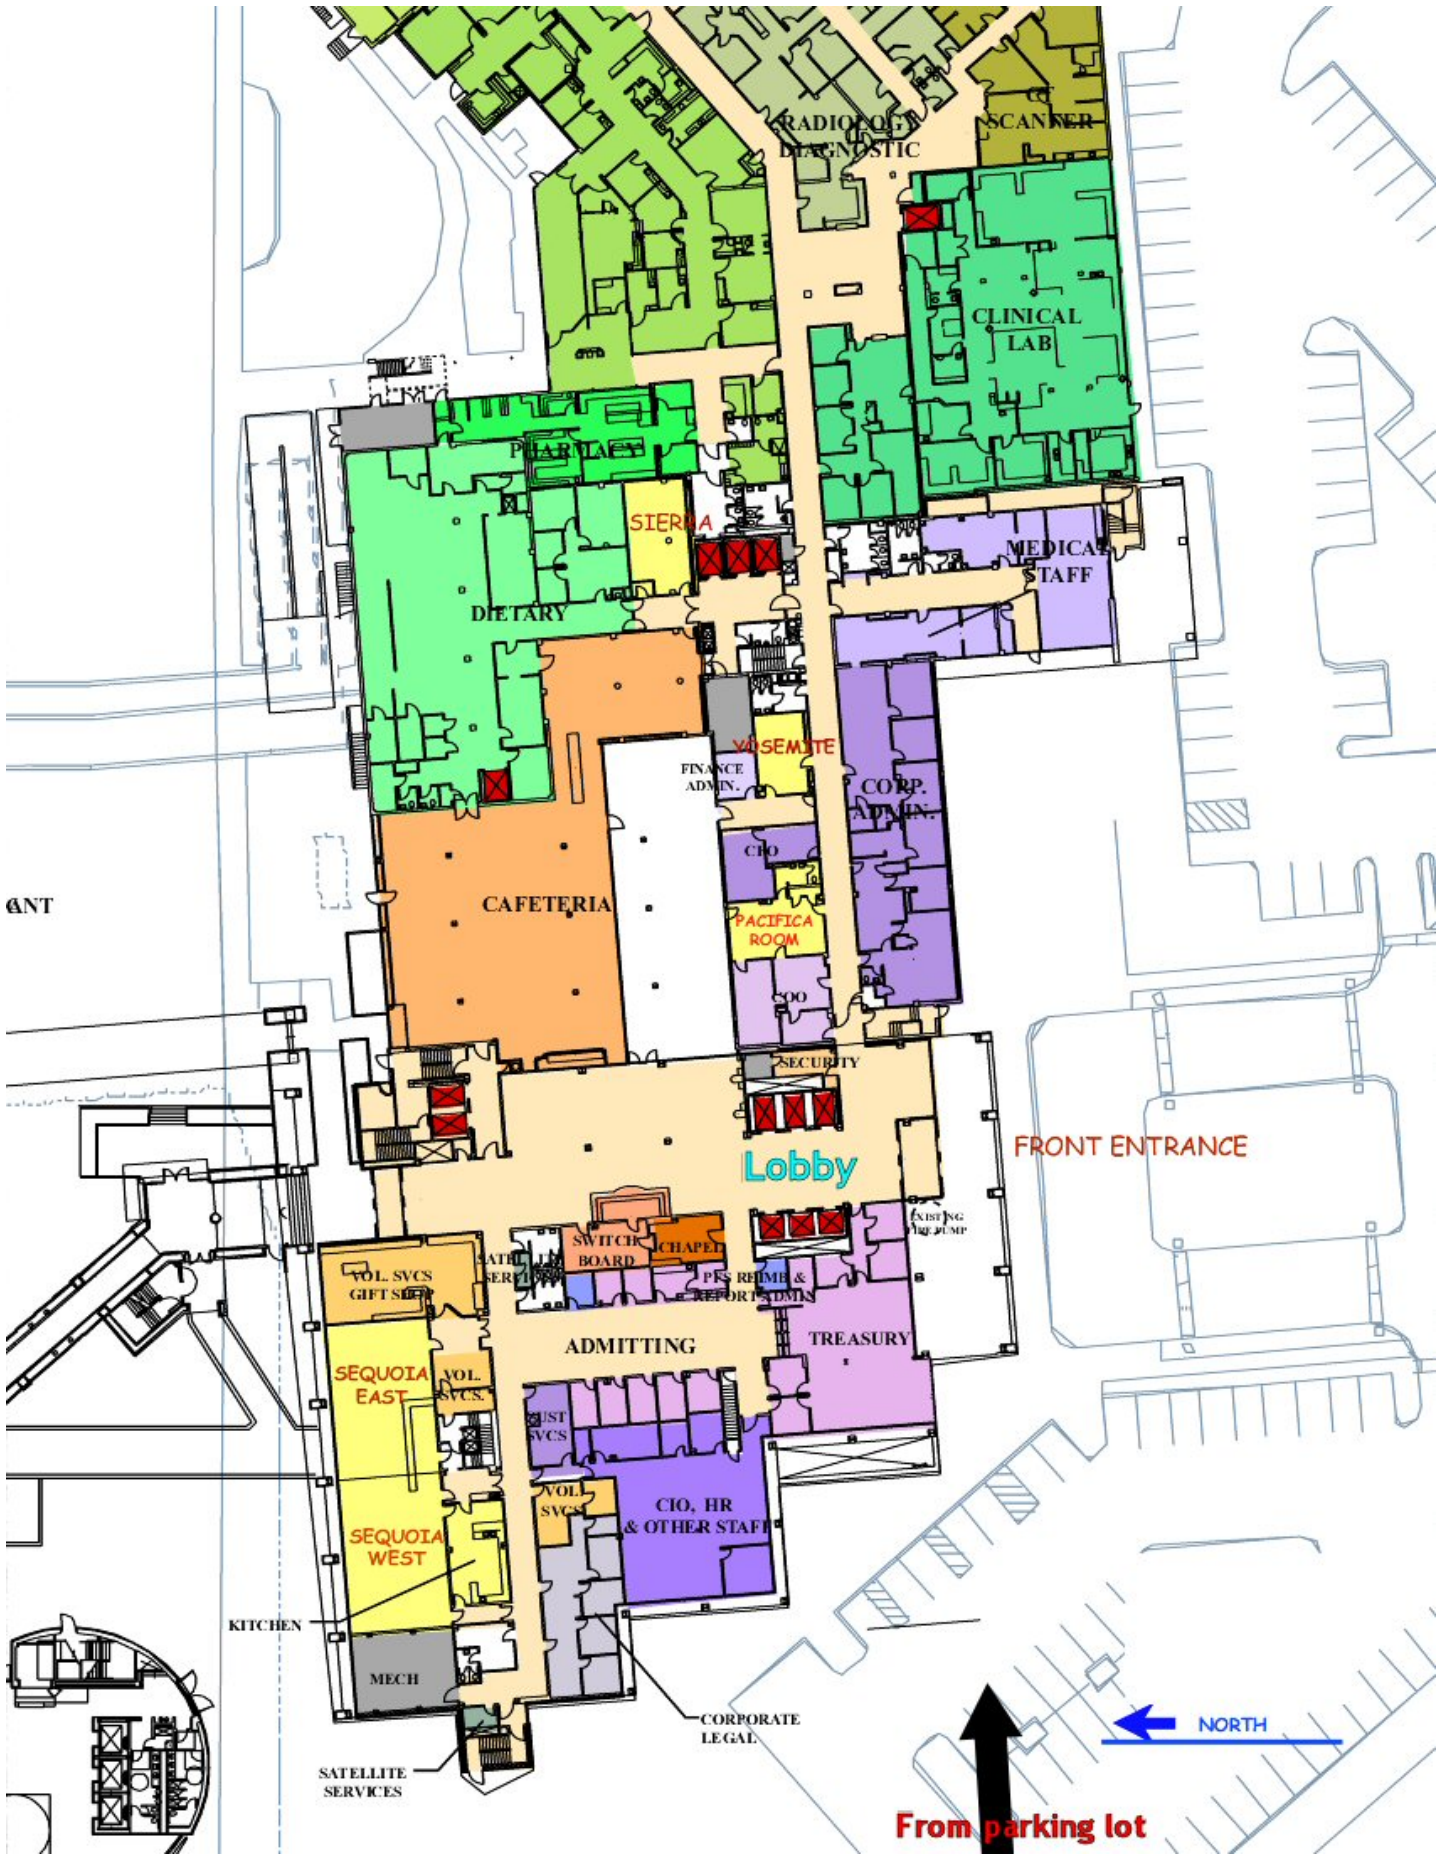 RADIOLOGY
DIAGNOSTIC
CT
SCANNER
CLINICAL
LAB
PHARMACY
SIERRA
MEDICAL
STAFF
DIETARY
YOSEMITE
FINANCE
ADMIN.
CORP.
ADMIN.
CFO
CAFETERIA
PACIFICA
ROOM
COO
SECURITY
Lobby
FRONT ENTRANCE
EXISTING
FIRE PUMP
SWITCH
BOARD
CHAPEL
SATELLITE
SERVICES
VOL. SVCS
GIFT SHOP
PFS REIMB &
REPORT ADMIN
ADMITTING
TREASURY
SEQUOIA
EAST
VOL.
SVCS.
CUST
SVCS
VOL.
SVCS
CIO, HR
& OTHER STAFF
SEQUOIA
WEST
KITCHEN
MECH
CORPORATE
LEGAL
SATELLITE
SERVICES
NORTH
From parking lot